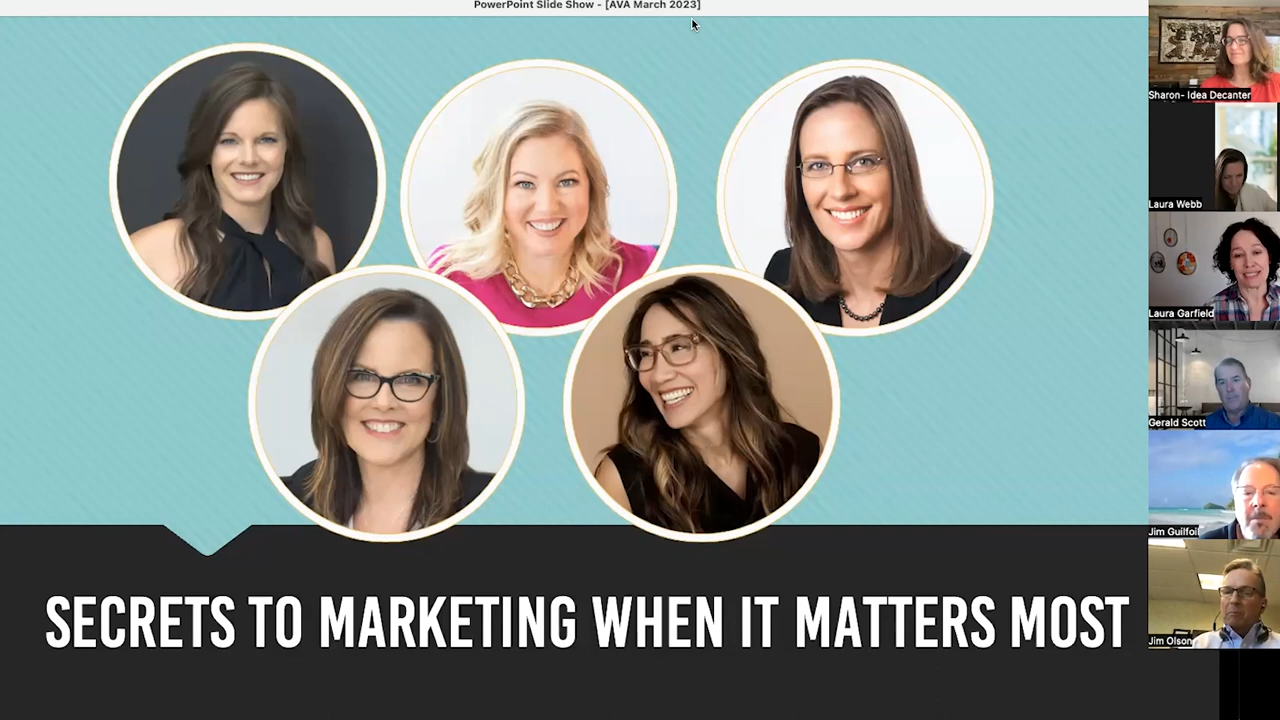 PowerPoint Slide Show - [AVA March 2023]
Sharon- Idea Decanter
Laura Webb
Laura Garfield
Gerald Scott
Jim Guilfoil
Jim Olson
SECRETS TO MARKETING WHEN IT MATTERS MOST